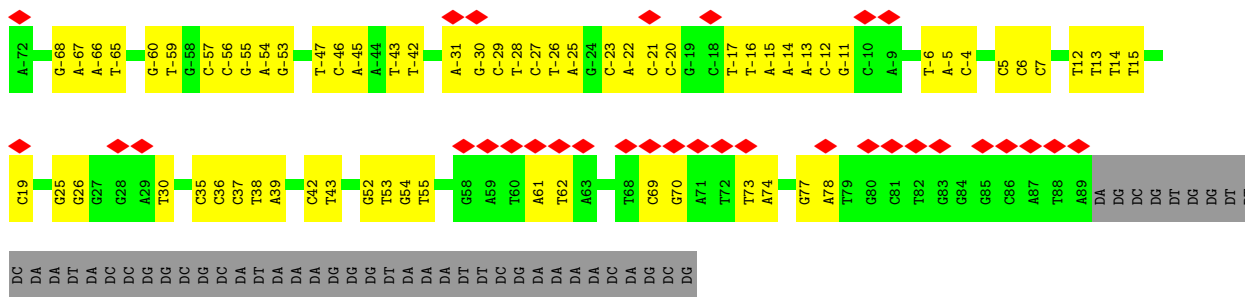 A-72 G-68 A-67 A-66 T-65 G-60 T-59 G-58 C-57 C-56 G-55 A-54 G-53 T-47 C-46 A-45 A-44 T-43 T-42 A-31 G-30 C-29 T-28 C-27 T-26 A-25 G-24 C-23 A-22 C-21 C-20 G-19 C-18 T-17 T-16 A-15 A-14 A-13 C-12 G-11 C-10 A-9 T-6 A-5 C-4 C5 C6 C7 T12 T13 T14 T15
C19 G25 G26 G27 G28 A29 T30 C35 C36 C37 T38 A39 C42 T43 G52 T53 G54 T55 G58 A59 T60 A61 T62 A63 T68 C69 G70 A71 T72 T73 A74 G77 A78 T79 G80 C81 T82 G83 G84 G85 C86 A87 T88 A89 DA DG DC DG DT DG DG DT
DC DA DA DT DA DC DC DG DG DC DG DC DA DT DA DA DA DG DG DG DT DA DA DA DT DT DC DG DA DA DA DA DA DC DA DG DC DG